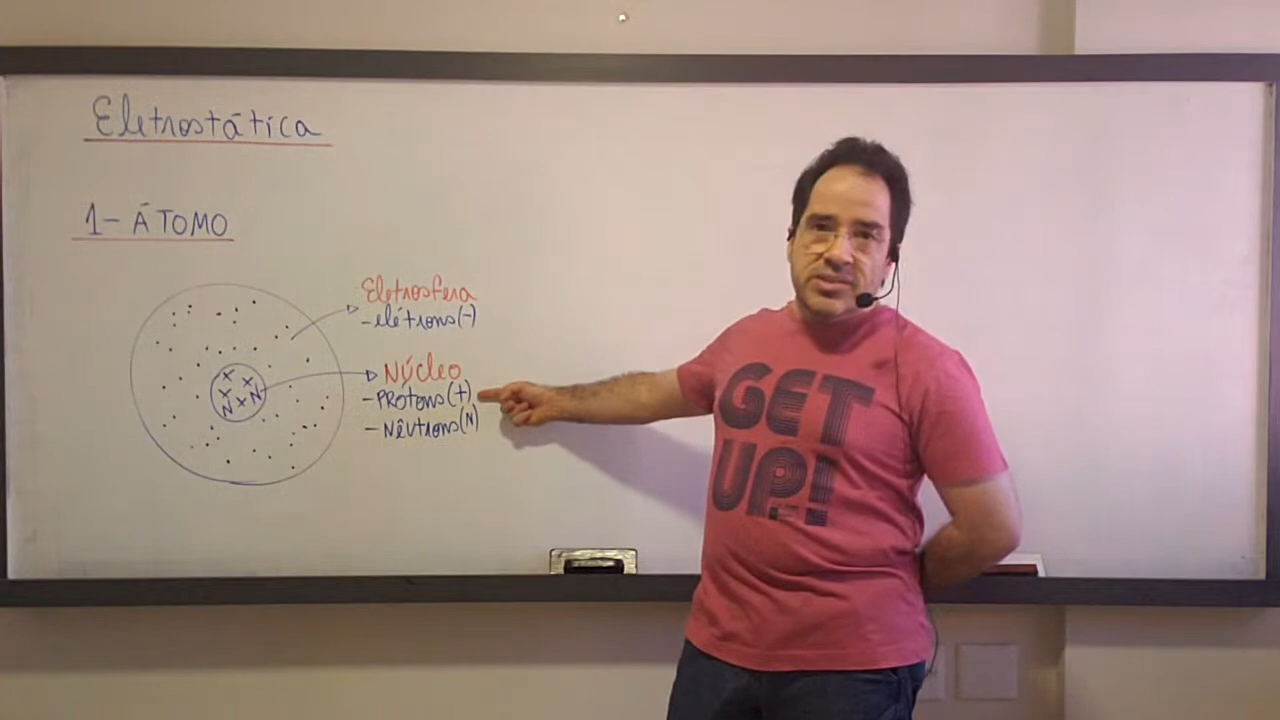 Eletrostática
1- ÁTOMO
Eletrosfera
-elétrons(-)
Núcleo
-PRÓtons(+)
-Nêutrons(N)
x
x
x
N
x
N
GET
UP!